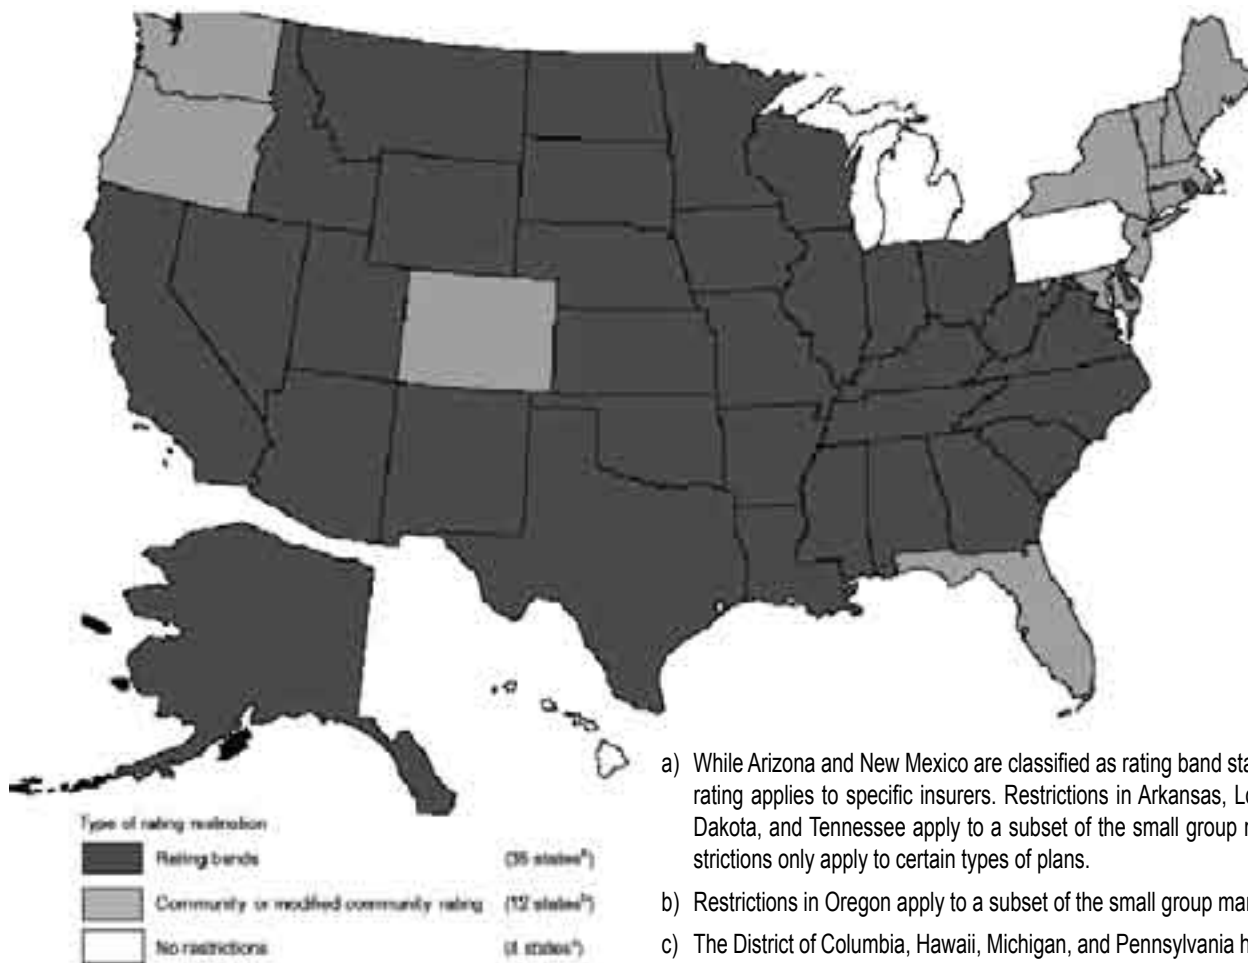 Type of rating restriction
Rating bands (35 states a)
Community or modified community rating (12 states b)
No restrictions (4 states c)
a) While Arizona and New Mexico are classified as rating band sta
rating applies to specific insurers. Restrictions in Arkansas, Lo
Dakota, and Tennessee apply to a subset of the small group r
strictions only apply to certain types of plans.
b) Restrictions in Oregon apply to a subset of the small group mar
c) The District of Columbia, Hawaii, Michigan, and Pennsylvania h